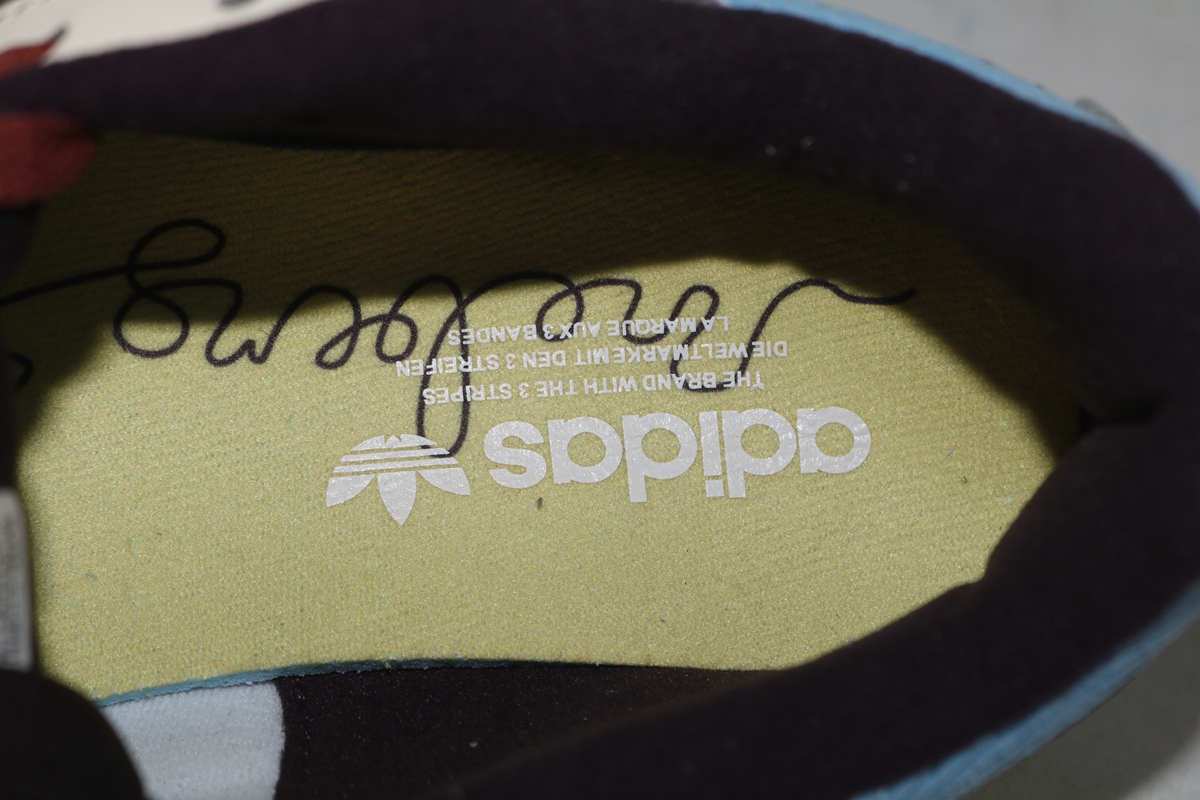 adidas
THE BRAND WITH THE 3 STRIPES
DIE WELTMARKE MIT DEN 3 STREIFEN
LA MARQUE AUX 3 BANDES